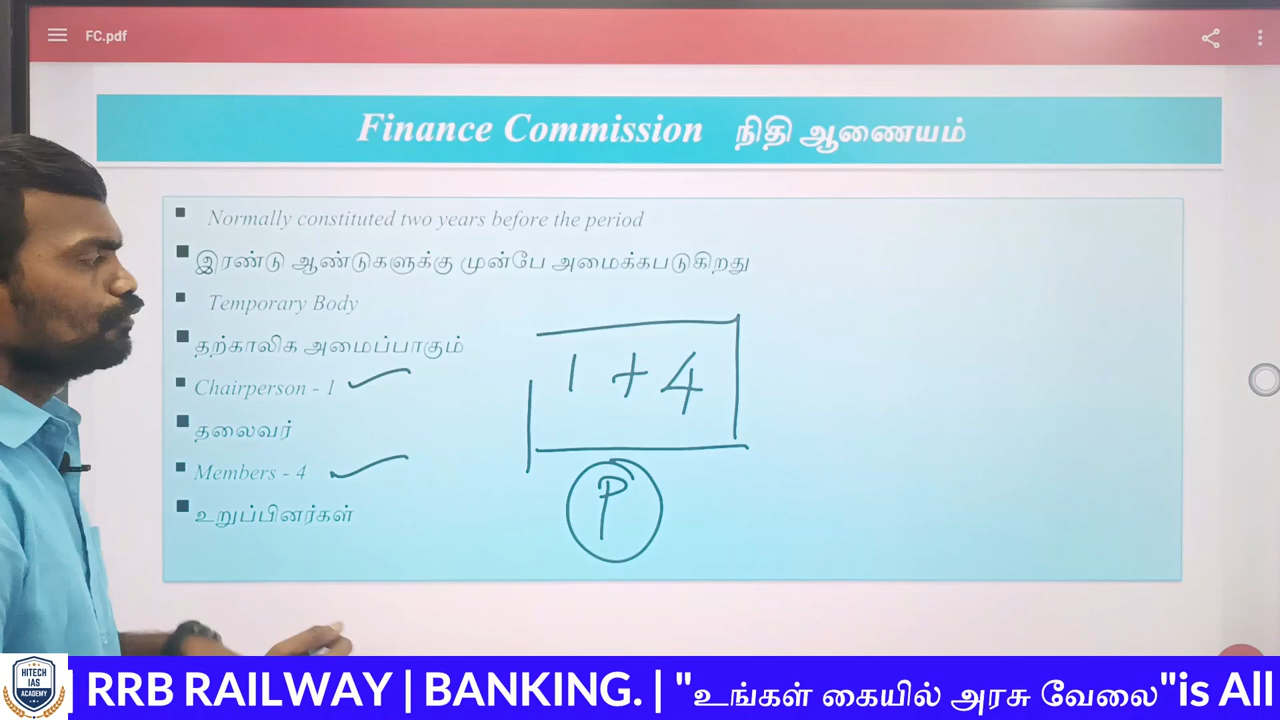 FC.pdf
Finance Commission நிதி ஆணையம்
Normally constituted two years before the period
இரண்டு ஆண்டுகளுக்கு முன்பே அமைக்கபடுகிறது
Temporary Body
தற்காலிக அமைப்பாகும்
Chairperson - 1
தலைவர்
Members - 4
உறுப்பினர்கள்
1 + 4
P
HITECH
IAS
ACADEMY
| RRB RAILWAY | BANKING. | "உங்கள் கையில் அரசு வேலை"is All